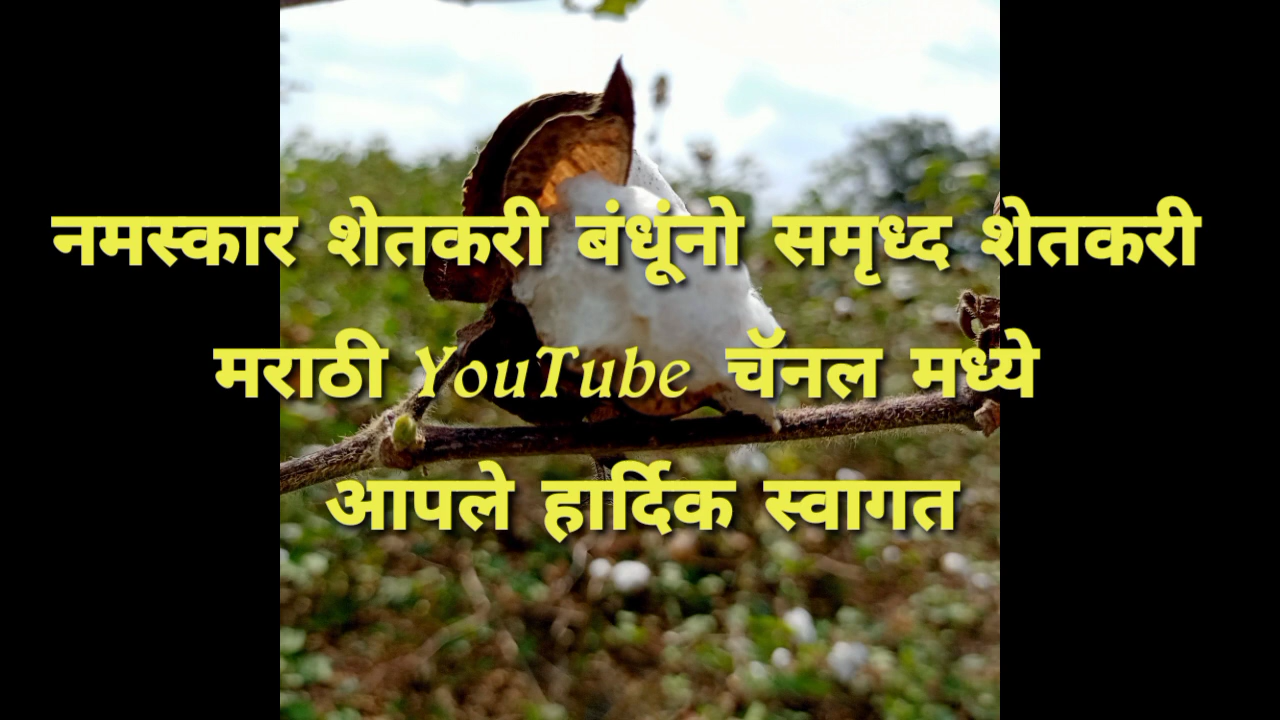 नमस्कार शेतकरी बंधूंनो समृध्द शेतकरी
मराठी YouTube चॅनल मध्ये
आपले हार्दिक स्वागत